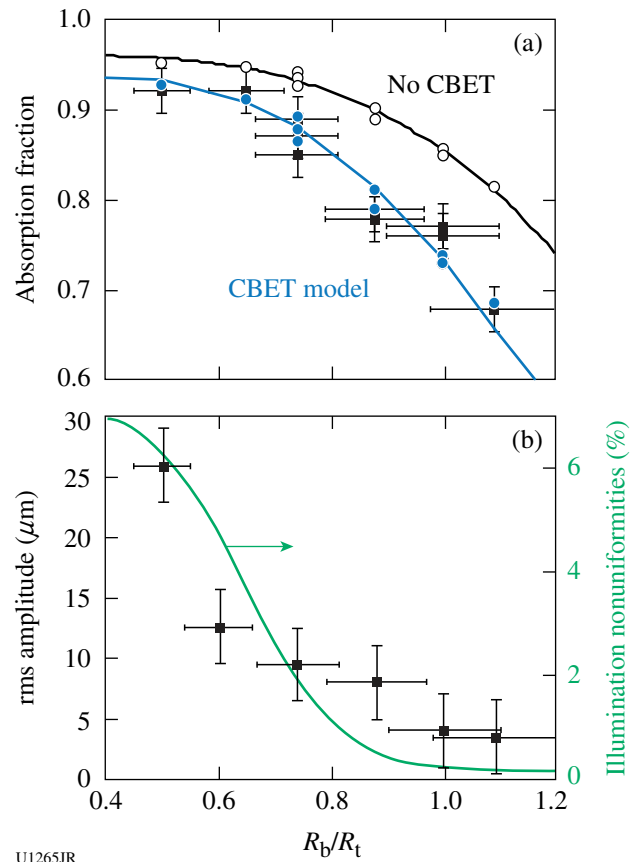 (a)
1.0
0.9
0.8
0.7
0.6
Absorption fraction
No CBET
CBET model
(b)
30
25
20
15
10
5
0
rms amplitude (μm)
6
4
2
0
Illumination nonuniformities (%)
0.4 0.6 0.8 1.0 1.2
Rb/Rt
U1265JR